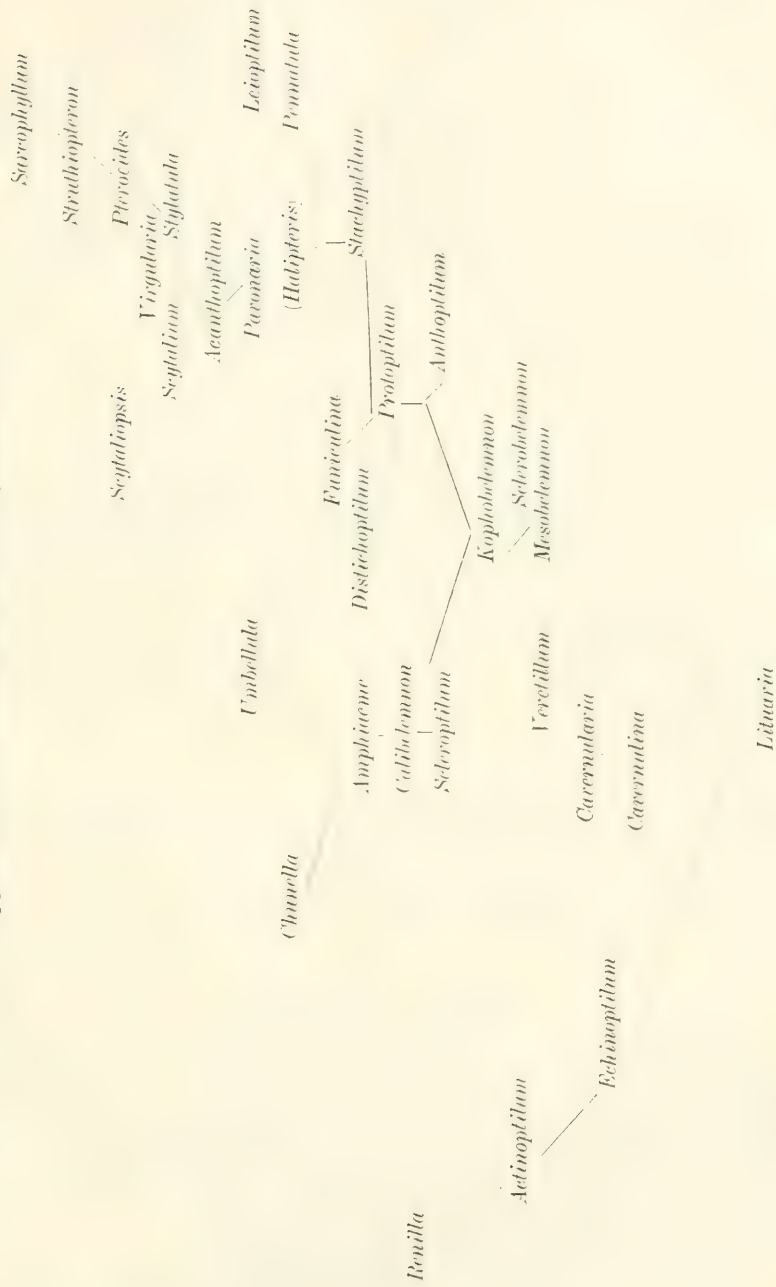 Sarcophyllum
Struthiopteron
Scytaliopsis Pteroeides
Virgularia
Scytalium Stylatula
Acanthoptilum
Umbellula Pavonaria Leioptilum
Chunella (Halipteris) Pennatula
Funiculina
Amphiacme Distichoptilum Stachyptilum
Protoptilum
Calibelemnon
Renilla
Scleroptilum Anthoptilum
Kophobelemnon
Actinoptilum Sclerobelemnon
Veretillum Mesobelemnon
Cavernularia
Echinoptilum
Cavernulina
Lituaria